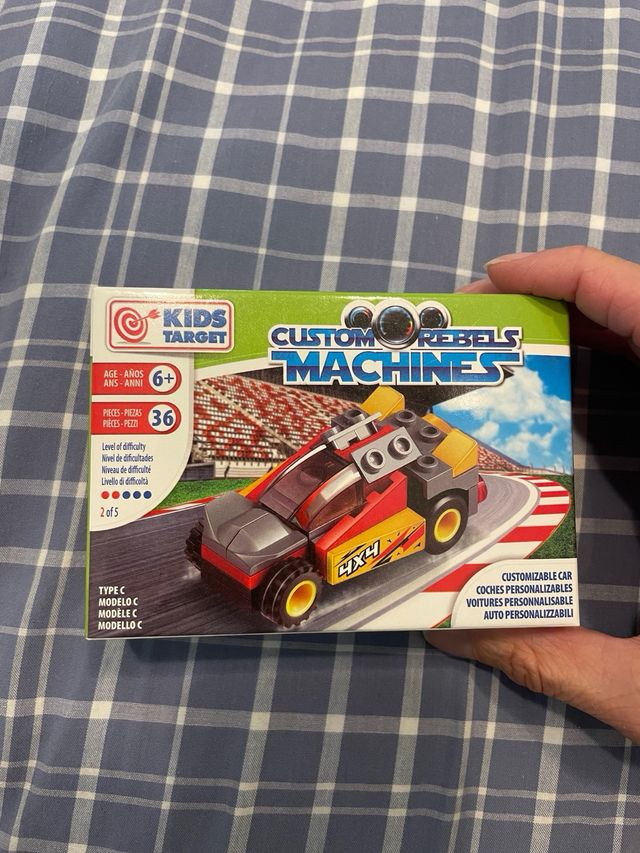 KIDS
TARGET
CUSTOM REBELS
MACHINES
AGE - AÑOS
ANS - ANNI
6+
PIECES - PIEZAS
PIÈCES - PEZZI
36
Level of difficulty
Nivel de dificultades
Niveau de difficulté
Livello di difficoltà
2 of 5
4x4
TYPE C
MODELO C
MODÈLE C
MODELLO C
CUSTOMIZABLE CAR
COCHES PERSONALIZABLES
VOITURES PERSONNALISABLE
AUTO PERSONALIZZABILI